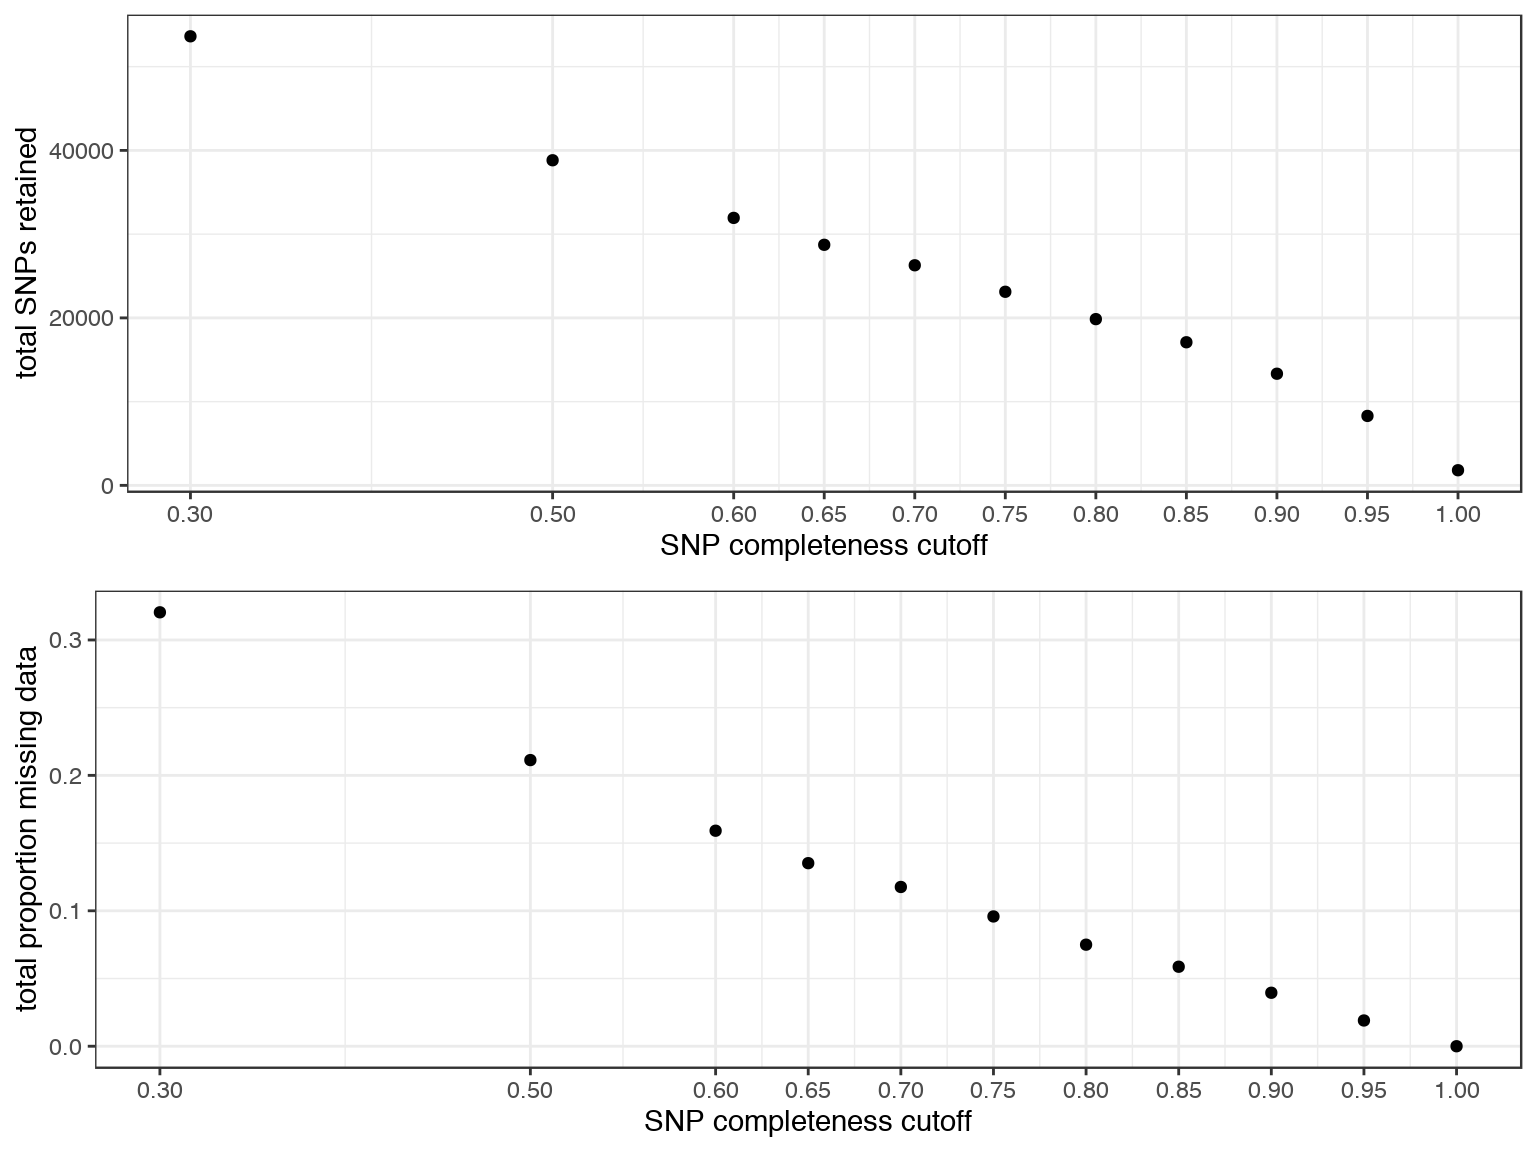 total SNPs retained
40000
20000
0
0.30 0.50 0.60 0.65 0.70 0.75 0.80 0.85 0.90 0.95 1.00
SNP completeness cutoff
total proportion missing data
0.3
0.2
0.1
0.0
0.30 0.50 0.60 0.65 0.70 0.75 0.80 0.85 0.90 0.95 1.00
SNP completeness cutoff